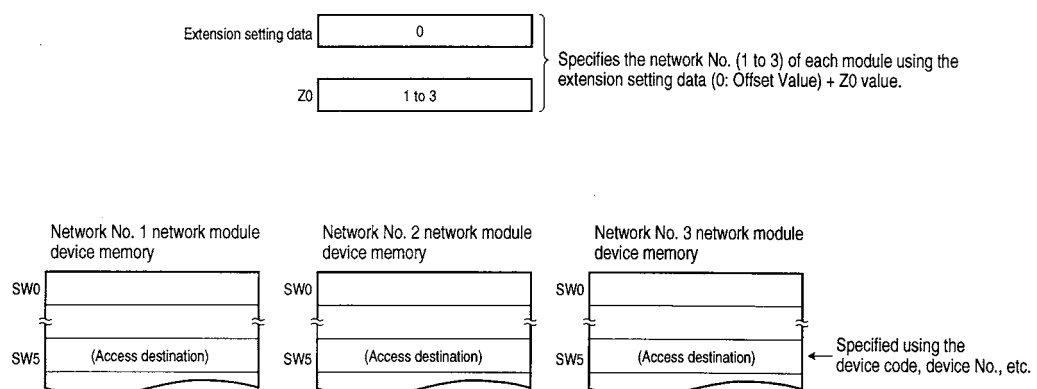 Extension setting data 0
Specifies the network No. (1 to 3) of each module using the
extension setting data (0: Offset Value) + Z0 value.
Z0 1 to 3
Network No. 1 network module
device memory
SW0
SW5 (Access destination)
Network No. 2 network module
device memory
SW0
SW5 (Access destination)
Network No. 3 network module
device memory
SW0
SW5 (Access destination)
Specified using the
device code, device No., etc.